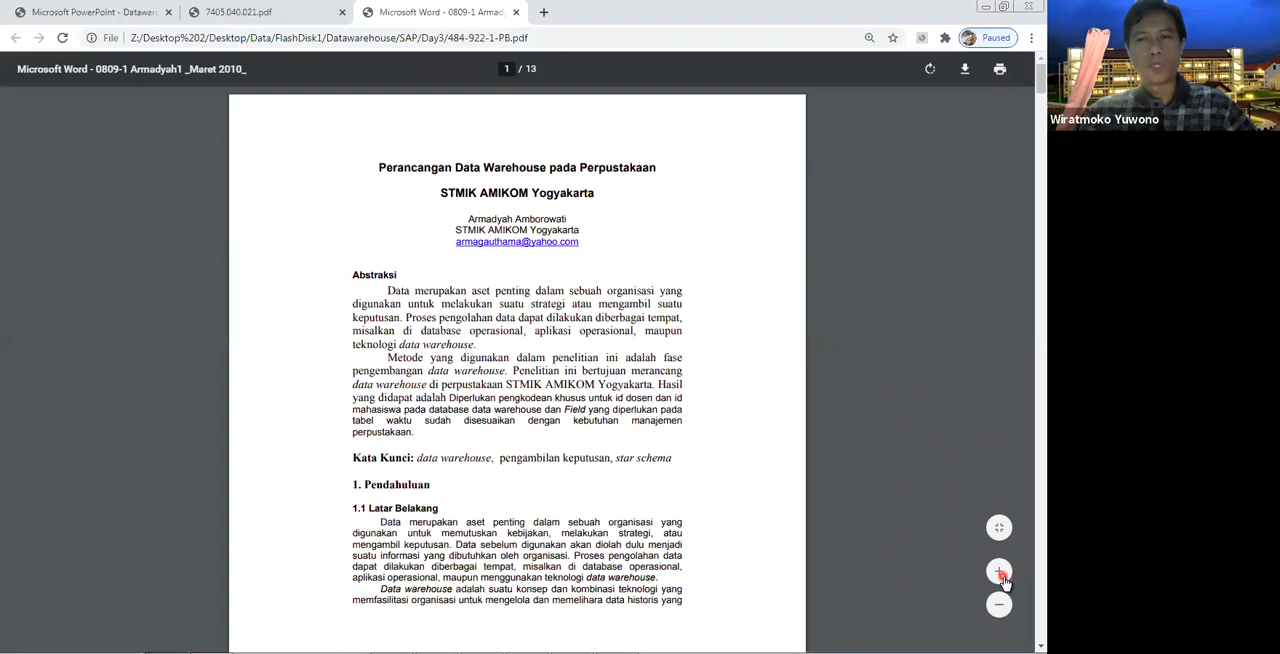 Microsoft PowerPoint - Datawar
7405.040.021.pdf
Microsoft Word - 0809-1 Armady
File
Z:/Desktop%202/Desktop/Data/FlashDisk1/Datawarehouse/SAP/Day3/484-922-1-PB.pdf
Paused
Microsoft Word - 0809-1 Armadyah1 _Maret 2010_
1 / 13
Wiratmoko Yuwono
Perancangan Data Warehouse pada Perpustakaan
STMIK AMIKOM Yogyakarta
Armadyah Amborowati
STMIK AMIKOM Yogyakarta
armagauthama@yahoo.com
Abstraksi
Data merupakan aset penting dalam sebuah organisasi yang
digunakan untuk melakukan suatu strategi atau mengambil suatu
keputusan. Proses pengolahan data dapat dilakukan diberbagai tempat,
misalkan di database operasional, aplikasi operasional, maupun
teknologi data warehouse.
Metode yang digunakan dalam penelitian ini adalah fase
pengembangan data warehouse. Penelitian ini bertujuan merancang
data warehouse di perpustakaan STMIK AMIKOM Yogyakarta. Hasil
yang didapat adalah Diperlukan pengkodean khusus untuk id dosen dan id
mahasiswa pada database data warehouse dan Field yang diperlukan pada
tabel waktu sudah disesuaikan dengan kebutuhan manajemen
perpustakaan.
Kata Kunci: data warehouse, pengambilan keputusan, star schema
1. Pendahuluan
1.1 Latar Belakang
Data merupakan aset penting dalam sebuah organisasi yang
digunakan untuk memutuskan kebijakan, melakukan strategi, atau
mengambil keputusan. Data sebelum digunakan akan diolah dulu menjadi
suatu informasi yang dibutuhkan oleh organisasi. Proses pengolahan data
dapat dilakukan diberbagai tempat, misalkan di database operasional,
aplikasi operasional, maupun menggunakan teknologi data warehouse.
Data warehouse adalah suatu konsep dan kombinasi teknologi yang
memfasilitasi organisasi untuk mengelola dan memelihara data historis yang